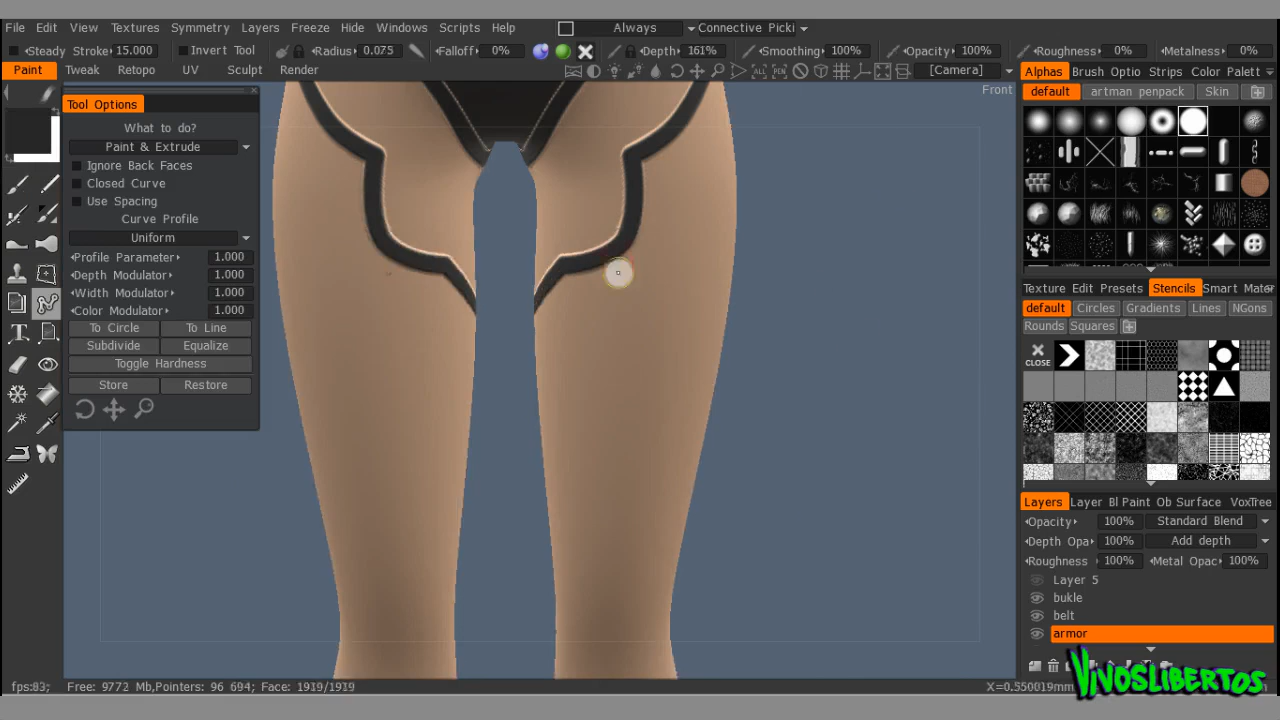 File Edit View Textures Symmetry Layers Freeze Hide Windows Scripts Help Always Connective Picki
Steady Stroke 15.000 Invert Tool Radius 0.075 Falloff 0% Depth 161% Smoothing 100% Opacity 100% Roughness 0% Metalness 0%
Paint Tweak Retopo UV Sculpt Render [Camera]
Alphas Brush Optio Strips Color Palett
Front
default artman penpack Skin
Tool Options
What to do?
Paint & Extrude
Ignore Back Faces
Closed Curve
Use Spacing
Curve Profile
Uniform
Profile Parameter 1.000
Depth Modulator 1.000
Width Modulator 1.000
Color Modulator 1.000
To Circle To Line
Subdivide Equalize
Toggle Hardness
Store Restore
Texture Edit Presets Stencils Smart Mater
default Circles Gradients Lines NGons
Rounds Squares
CLOSE
Layers Layer Bl Paint Ob Surface VoxTree
Opacity 100% Standard Blend
Depth Opa 100% Add depth
Roughness 100% Metal Opac 100%
Layer 5
bukle
belt
armor
fps:83; Free: 9772 Mb,Pointers: 96 694; Face: 1919/1919
X=0.550019mm
VIVOSLIBERTOS